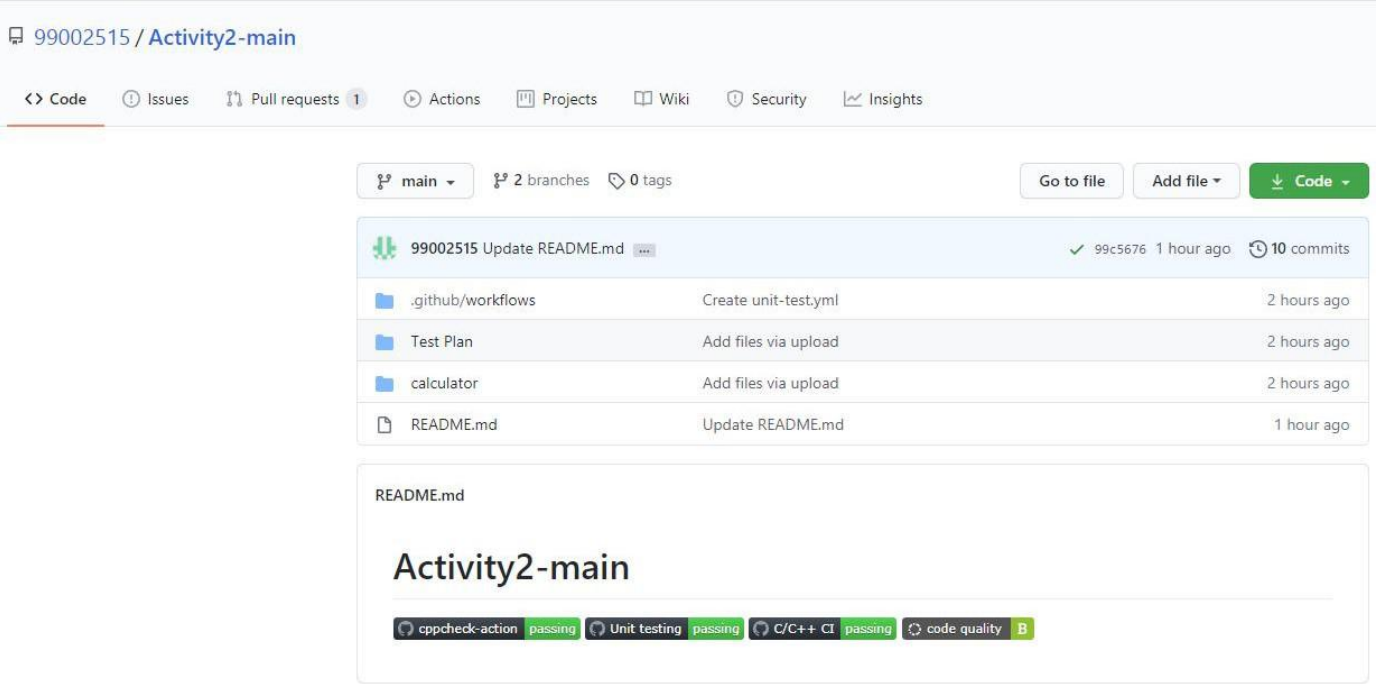 99002515 / Activity2-main
Code Issues Pull requests 1 Actions Projects Wiki Security Insights
main 2 branches 0 tags Go to file Add file Code
99002515 Update README.md ... 99c5676 1 hour ago 10 commits
.github/workflows Create unit-test.yml 2 hours ago
Test Plan Add files via upload 2 hours ago
calculator Add files via upload 2 hours ago
README.md Update README.md 1 hour ago
README.md
Activity2-main
cppcheck-action passing Unit testing passing C/C++ CI passing code quality B